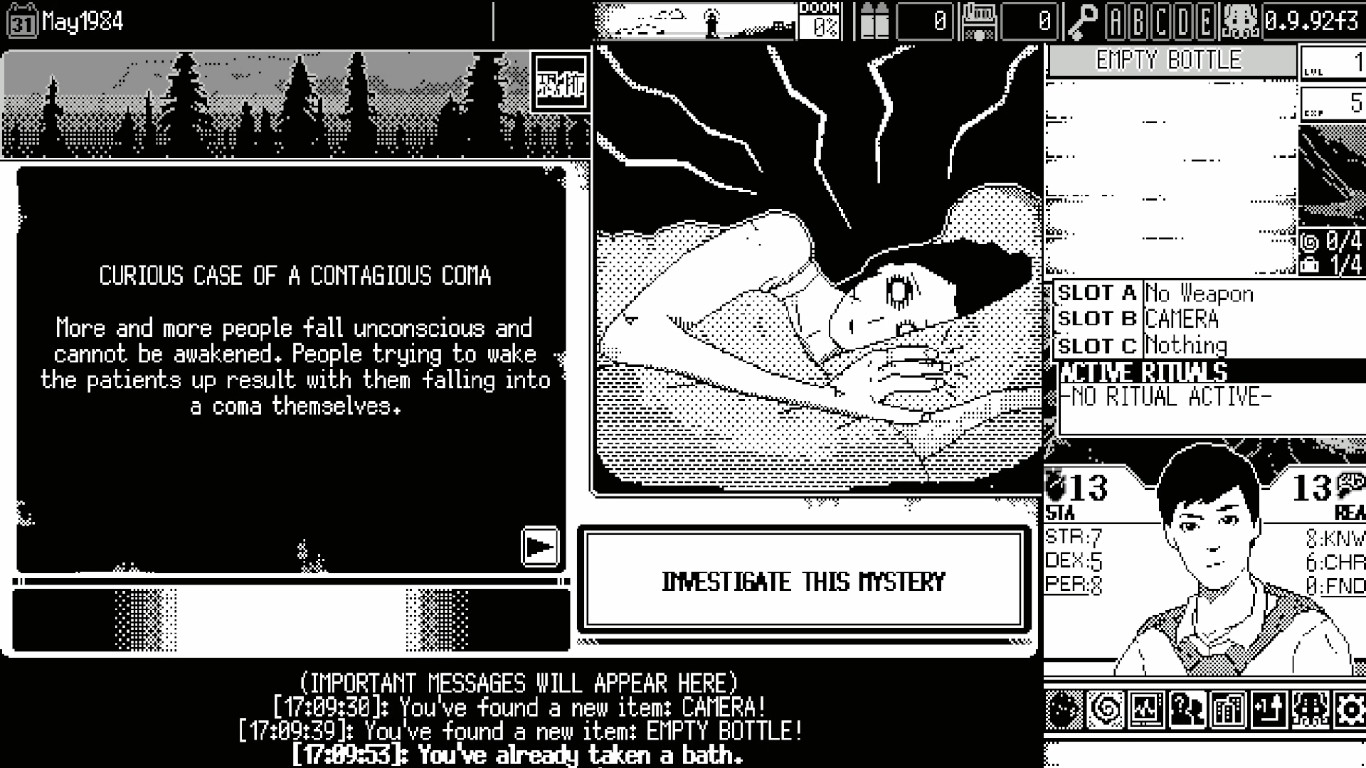 31 May1984
DOOM
0%
0
0
A B C D E
0.9.92f3
EMPTY BOTTLE
LVL 1
EXP 5
0/4
1/4
CURIOUS CASE OF A CONTAGIOUS COMA
More and more people fall unconscious and
cannot be awakened. People trying to wake
the patients up result with them falling into
a coma themselves.
INVESTIGATE THIS MYSTERY
SLOT A No Weapon
SLOT B CAMERA
SLOT C Nothing
ACTIVE RITUALS
-NO RITUAL ACTIVE-
13
STA
13
REA
STR:7
DEX:5
PER:8
8:KNW
6:CHR
0:FND
(IMPORTANT MESSAGES WILL APPEAR HERE)
[17:09:30]: You've found a new item: CAMERA!
[17:09:39]: You've found a new item: EMPTY BOTTLE!
[17:09:53]: You've already taken a bath.